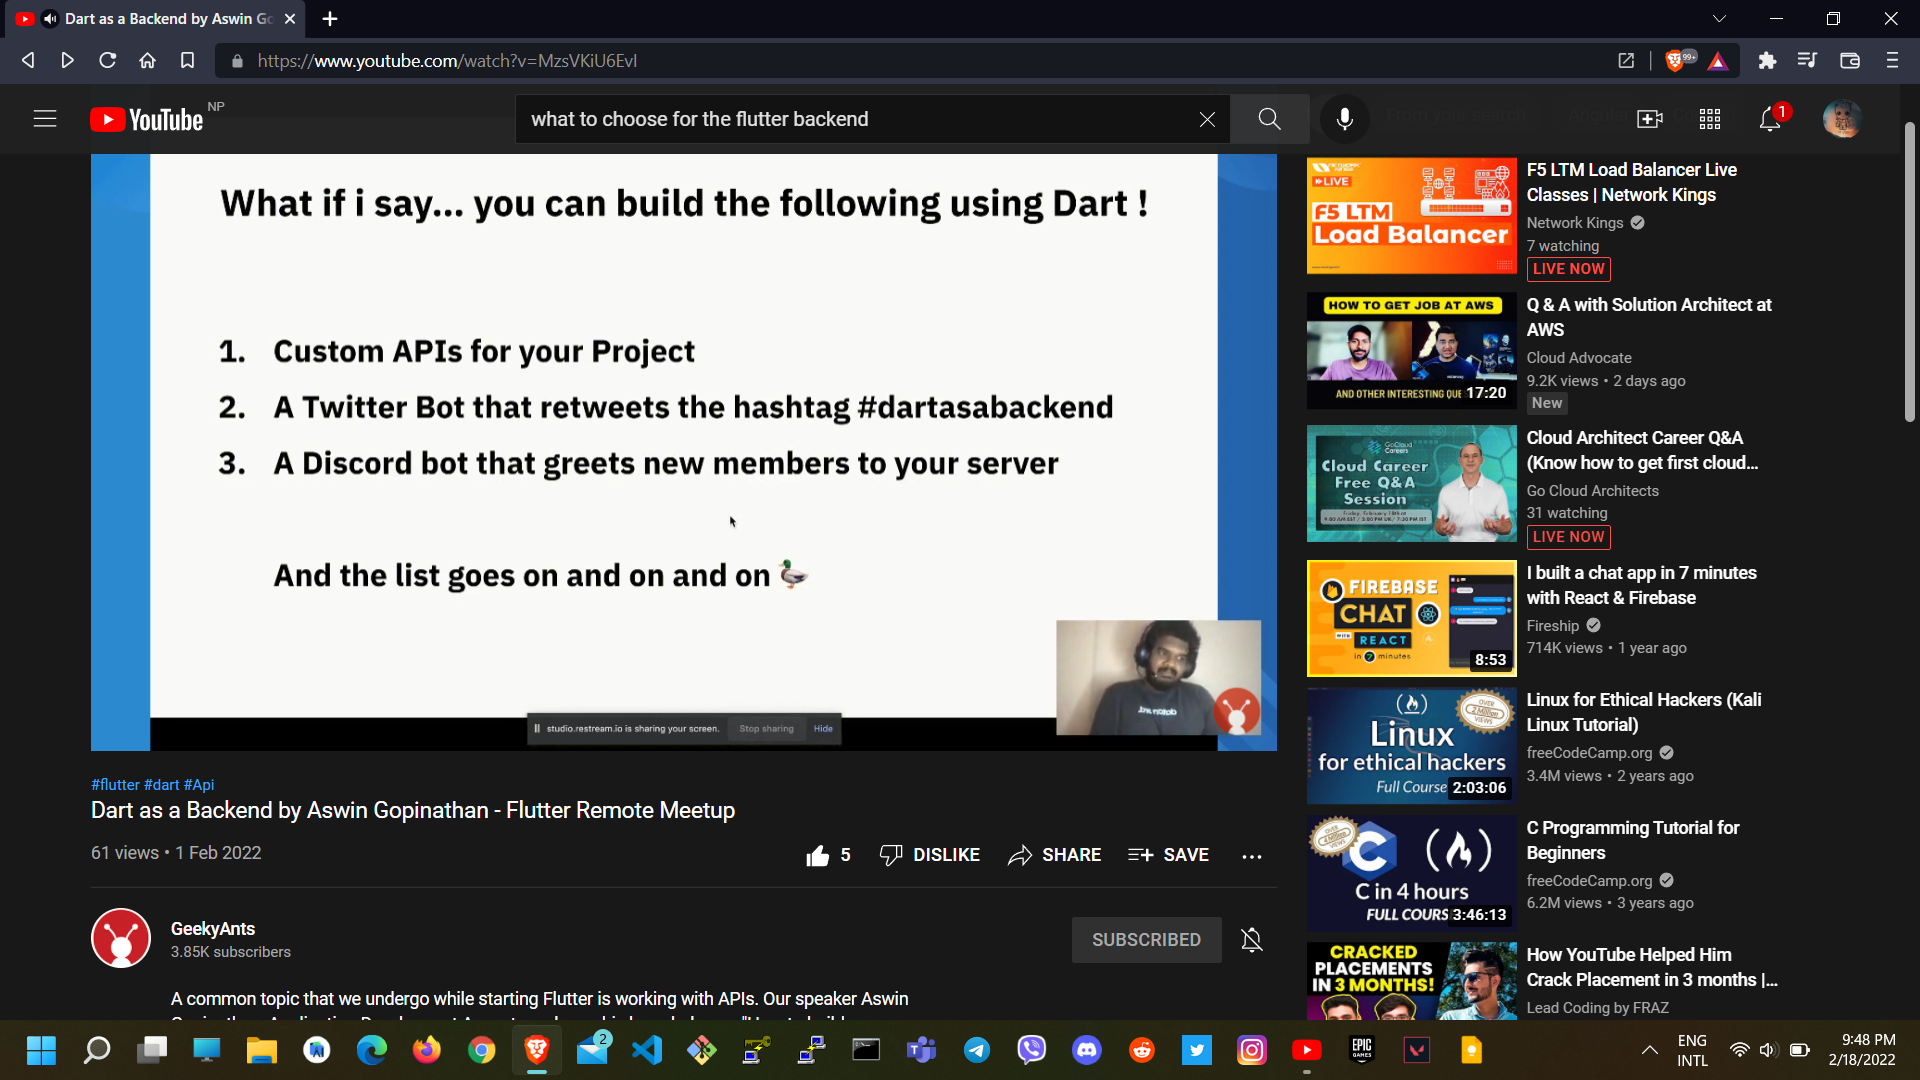 Dart as a Backend by Aswin Go
https://www.youtube.com/watch?v=MzsVKiU6EvI
99+
YouTube
NP
what to choose for the flutter backend
1
What if i say... you can build the following using Dart !
1. Custom APIs for your Project
2. A Twitter Bot that retweets the hashtag #dartasabackend
3. A Discord bot that greets new members to your server
And the list goes on and on and on
studio.restream.io is sharing your screen.
Stop sharing
Hide
#flutter #dart #Api
Dart as a Backend by Aswin Gopinathan - Flutter Remote Meetup
61 views • 1 Feb 2022
5
DISLIKE
SHARE
SAVE
GeekyAnts
3.85K subscribers
SUBSCRIBED
A common topic that we undergo while starting Flutter is working with APIs. Our speaker Aswin
LIVE
F5 LTM
Load Balancer
F5 LTM Load Balancer Live
Classes | Network Kings
Network Kings
7 watching
LIVE NOW
HOW TO GET JOB AT AWS
AND OTHER INTERESTING QUE
17:20
Q & A with Solution Architect at
AWS
Cloud Advocate
9.2K views • 2 days ago
New
GoCloud
Careers
Cloud Career
Free Q&A
Session
Cloud Architect Career Q&A
(Know how to get first cloud...
Go Cloud Architects
31 watching
LIVE NOW
FIREBASE
CHAT
WITH REACT
in 7 minutes
8:53
I built a chat app in 7 minutes
with React & Firebase
Fireship
714K views • 1 year ago
OVER
2 Million
VIEWS
Linux
for ethical hackers
Full Course
2:03:06
Linux for Ethical Hackers (Kali
Linux Tutorial)
freeCodeCamp.org
3.4M views • 2 years ago
C
C in 4 hours
FULL COURS
3:46:13
C Programming Tutorial for
Beginners
freeCodeCamp.org
6.2M views • 3 years ago
CRACKED
PLACEMENTS
IN 3 MONTHS!
How YouTube Helped Him
Crack Placement in 3 months |...
Lead Coding by FRAZ
2
EPIC
GAMES
ENG
INTL
9:48 PM
2/18/2022